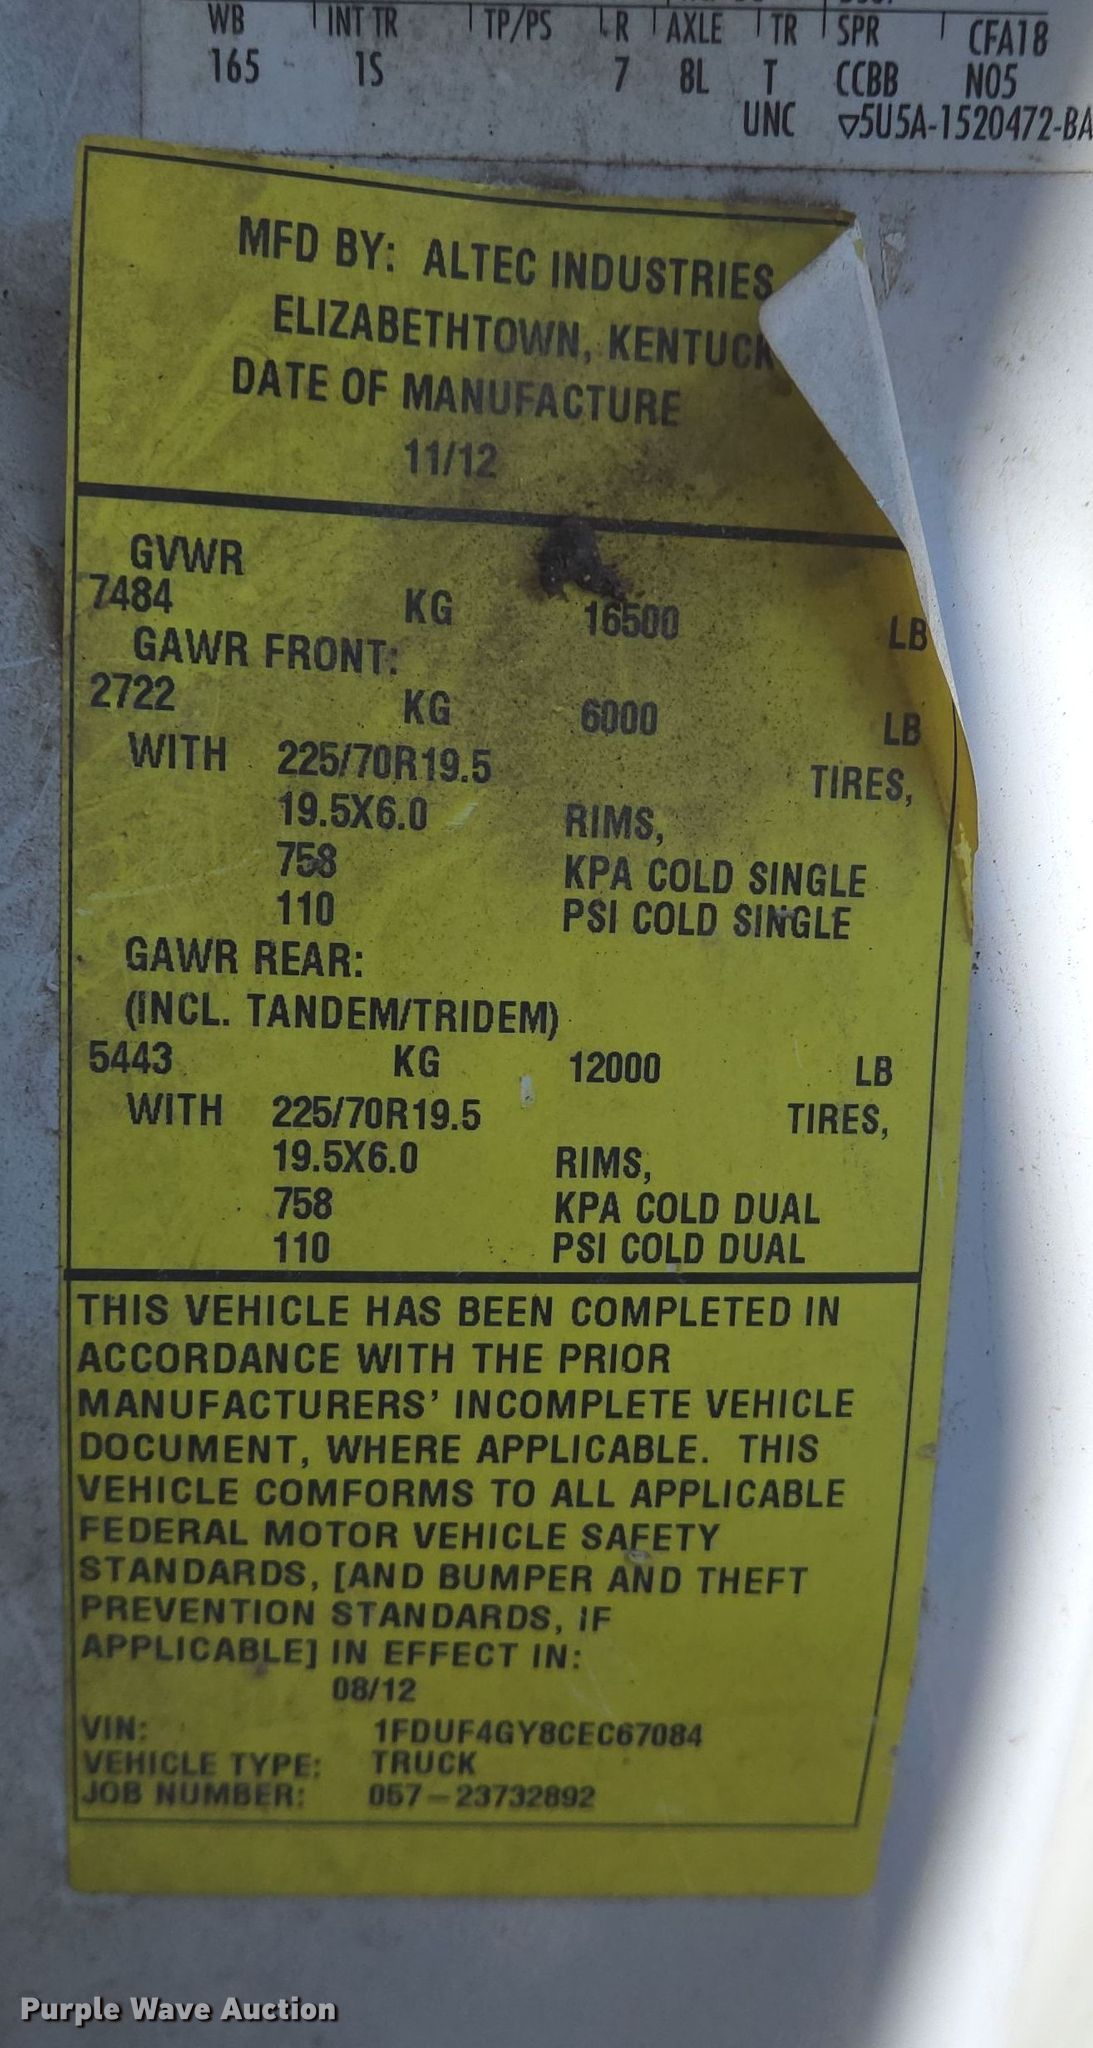 WB INT TR TP/PS R AXLE TR SPR CFA18
165 1S 7 8L T CCBB N05
UNC ▽5U5A-1520472-BA
MFD BY: ALTEC INDUSTRIES
ELIZABETHTOWN, KENTUCK
DATE OF MANUFACTURE
11/12
GVWR
7484 KG 16500 LB
GAWR FRONT:
2722 KG 6000 LB
WITH 225/70R19.5 TIRES,
19.5X6.0 RIMS,
758 KPA COLD SINGLE
110 PSI COLD SINGLE
GAWR REAR:
(INCL. TANDEM/TRIDEM)
5443 KG 12000 LB
WITH 225/70R19.5 TIRES,
19.5X6.0 RIMS,
758 KPA COLD DUAL
110 PSI COLD DUAL
THIS VEHICLE HAS BEEN COMPLETED IN
ACCORDANCE WITH THE PRIOR
MANUFACTURERS' INCOMPLETE VEHICLE
DOCUMENT, WHERE APPLICABLE. THIS
VEHICLE COMFORMS TO ALL APPLICABLE
FEDERAL MOTOR VEHICLE SAFETY
STANDARDS, [AND BUMPER AND THEFT
PREVENTION STANDARDS, IF
APPLICABLE] IN EFFECT IN:
08/12
VIN: 1FDUF4GY8CEC67084
VEHICLE TYPE: TRUCK
JOB NUMBER: 057-23732892
Purple Wave Auction